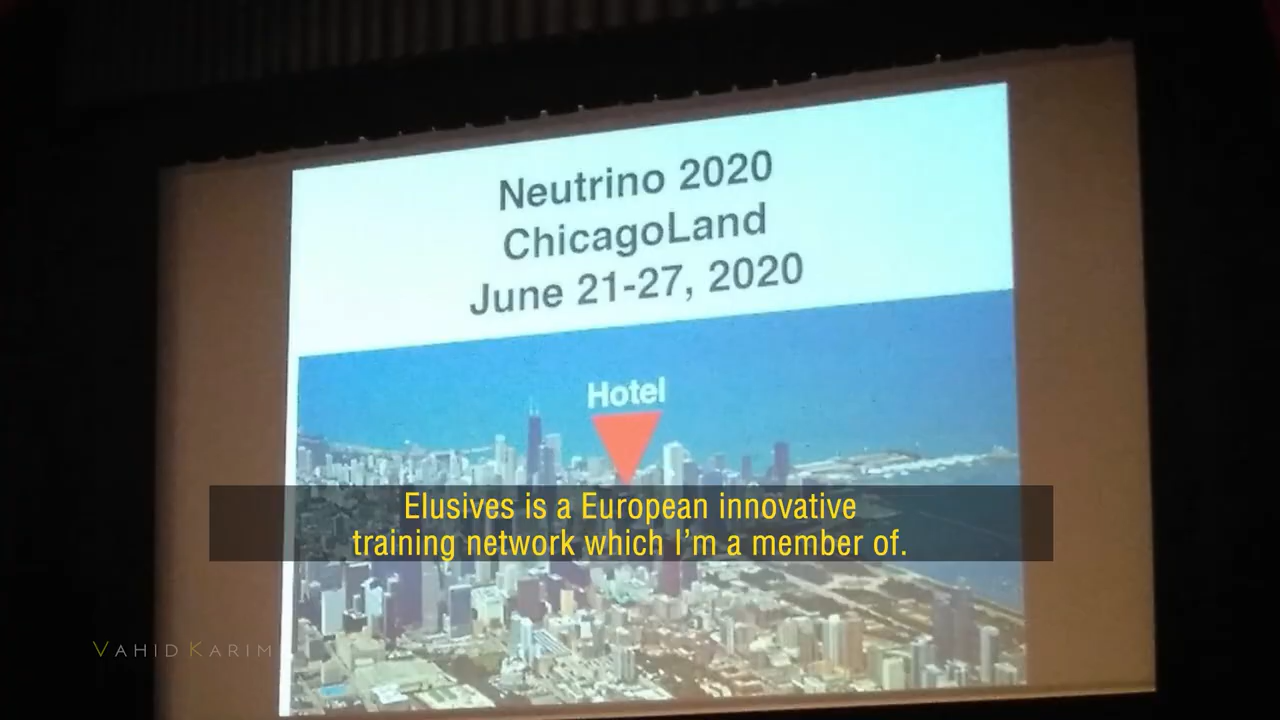 Neutrino 2020
ChicagoLand
June 21-27, 2020
Hotel
Elusives is a European innovative
training network which I'm a member of.
VAHID KARIM